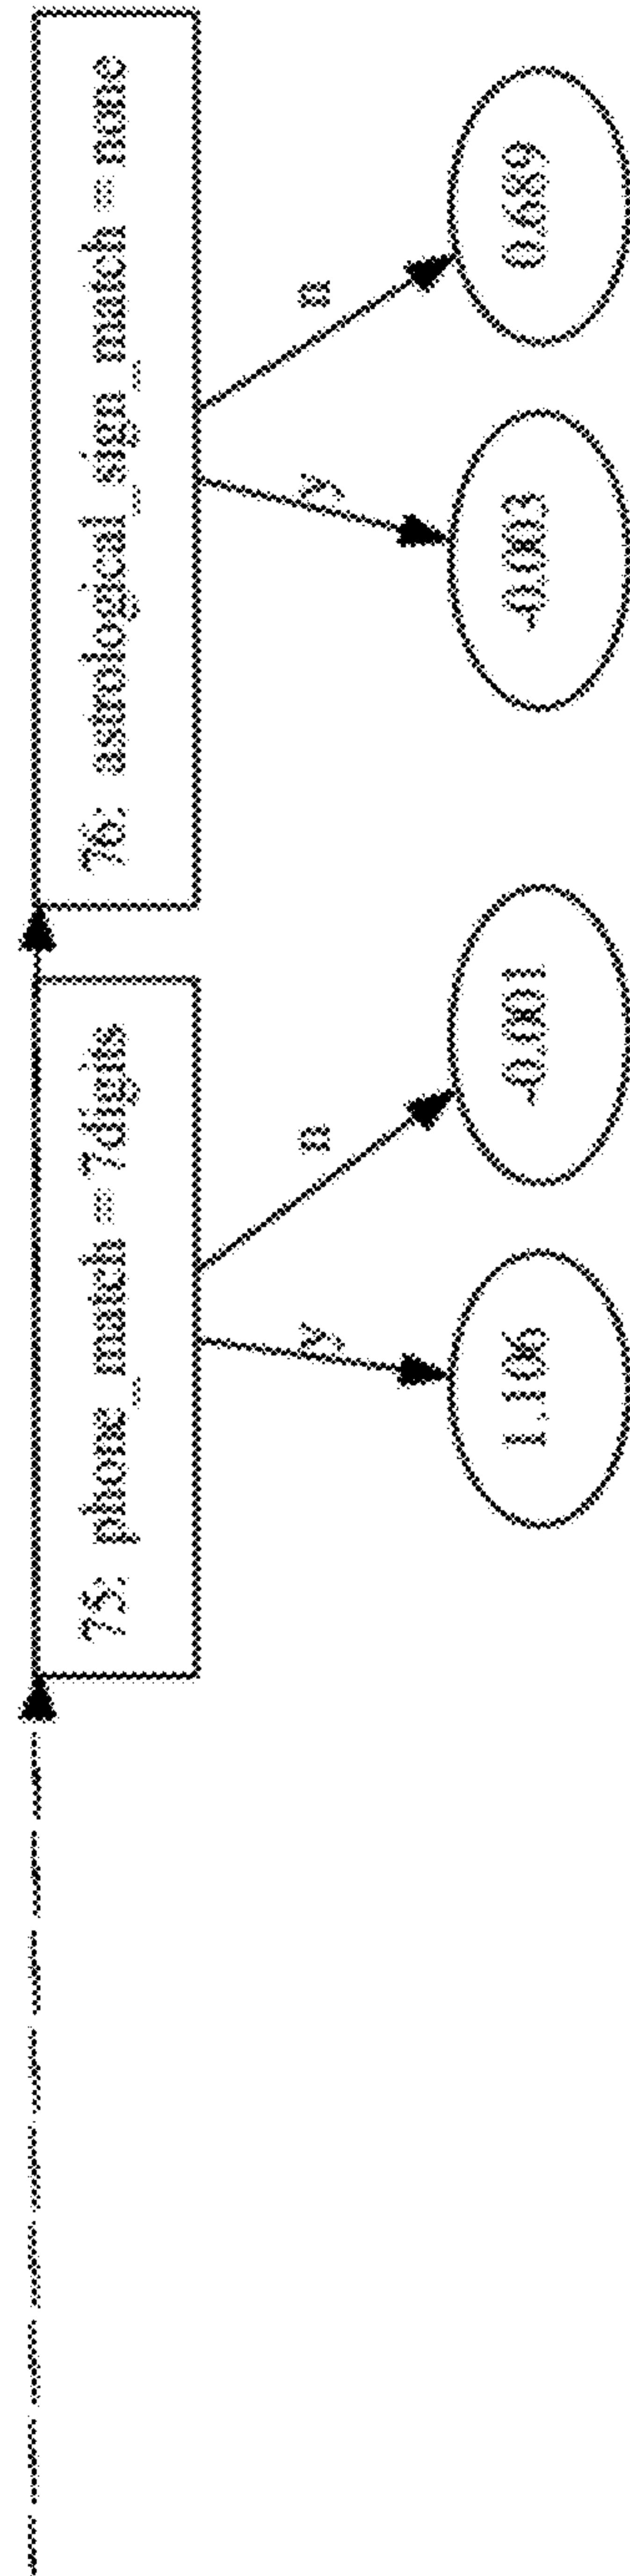 75: phone_match = 7digits
y
n
1.106
-0.001
76: astrological_sign_match = none
y
n
-0.003
0.689